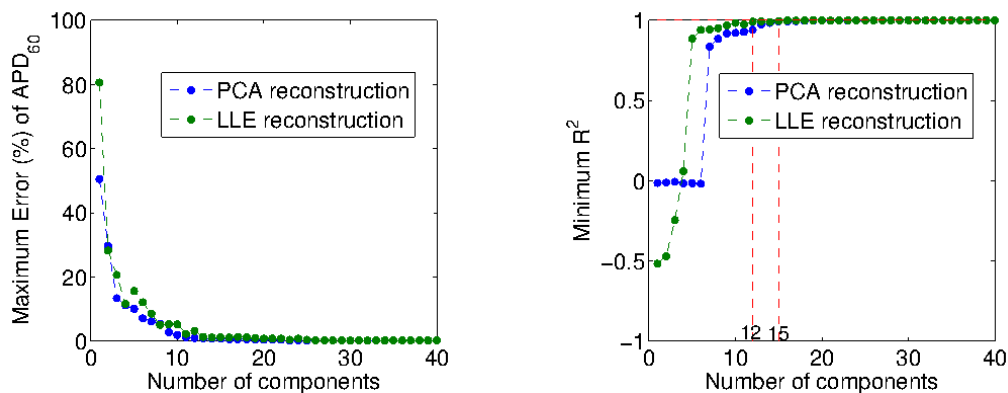 100
80
60
40
20
0
Maximum Error (%) of APD60
PCA reconstruction
LLE reconstruction
0 10 20 30 40
Number of components
1
0.5
0
−0.5
−1
Minimum R2
PCA reconstruction
LLE reconstruction
12 15
0 10 20 30 40
Number of components